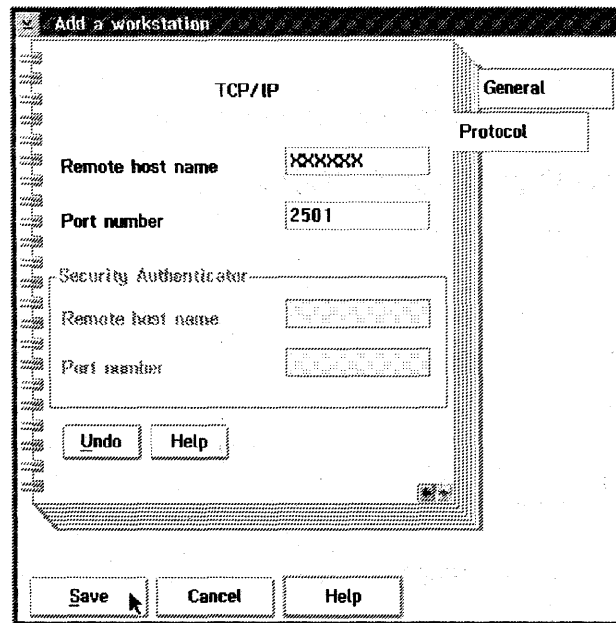 Add a workstation
TCP/IP
General
Protocol
Remote host name XXXXXX
Port number 2501
Security Authenticator
Remote host name
Port number
Undo Help
Save Cancel Help